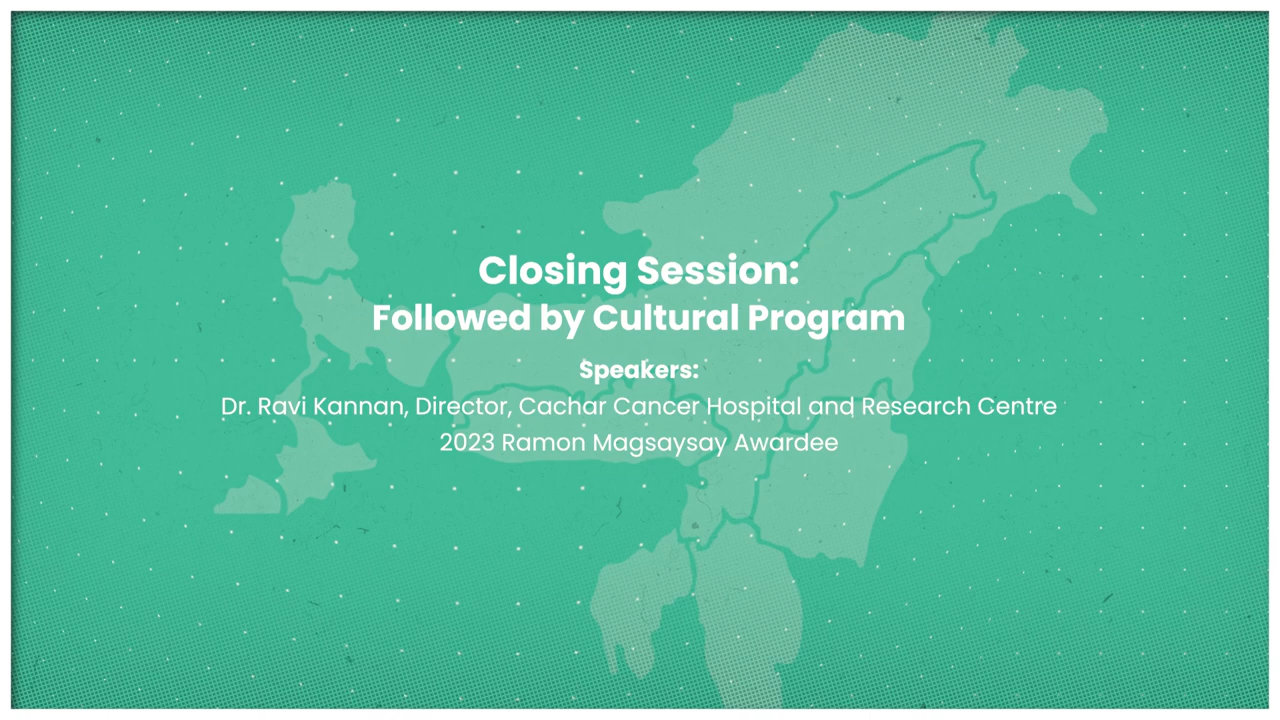 Closing Session:
Followed by Cultural Program
Speakers:
Dr. Ravi Kannan, Director, Cachar Cancer Hospital and Research Centre
2023 Ramon Magsaysay Awardee